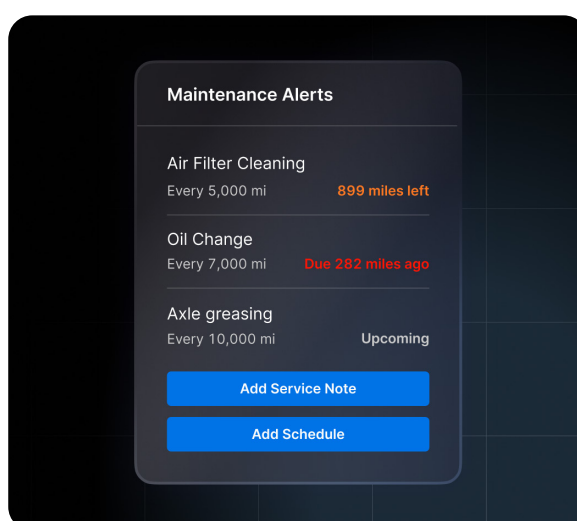 Maintenance Alerts
Air Filter Cleaning
Every 5,000 mi 899 miles left
Oil Change
Every 7,000 mi Due 282 miles ago
Axle greasing
Every 10,000 mi Upcoming
Add Service Note
Add Schedule